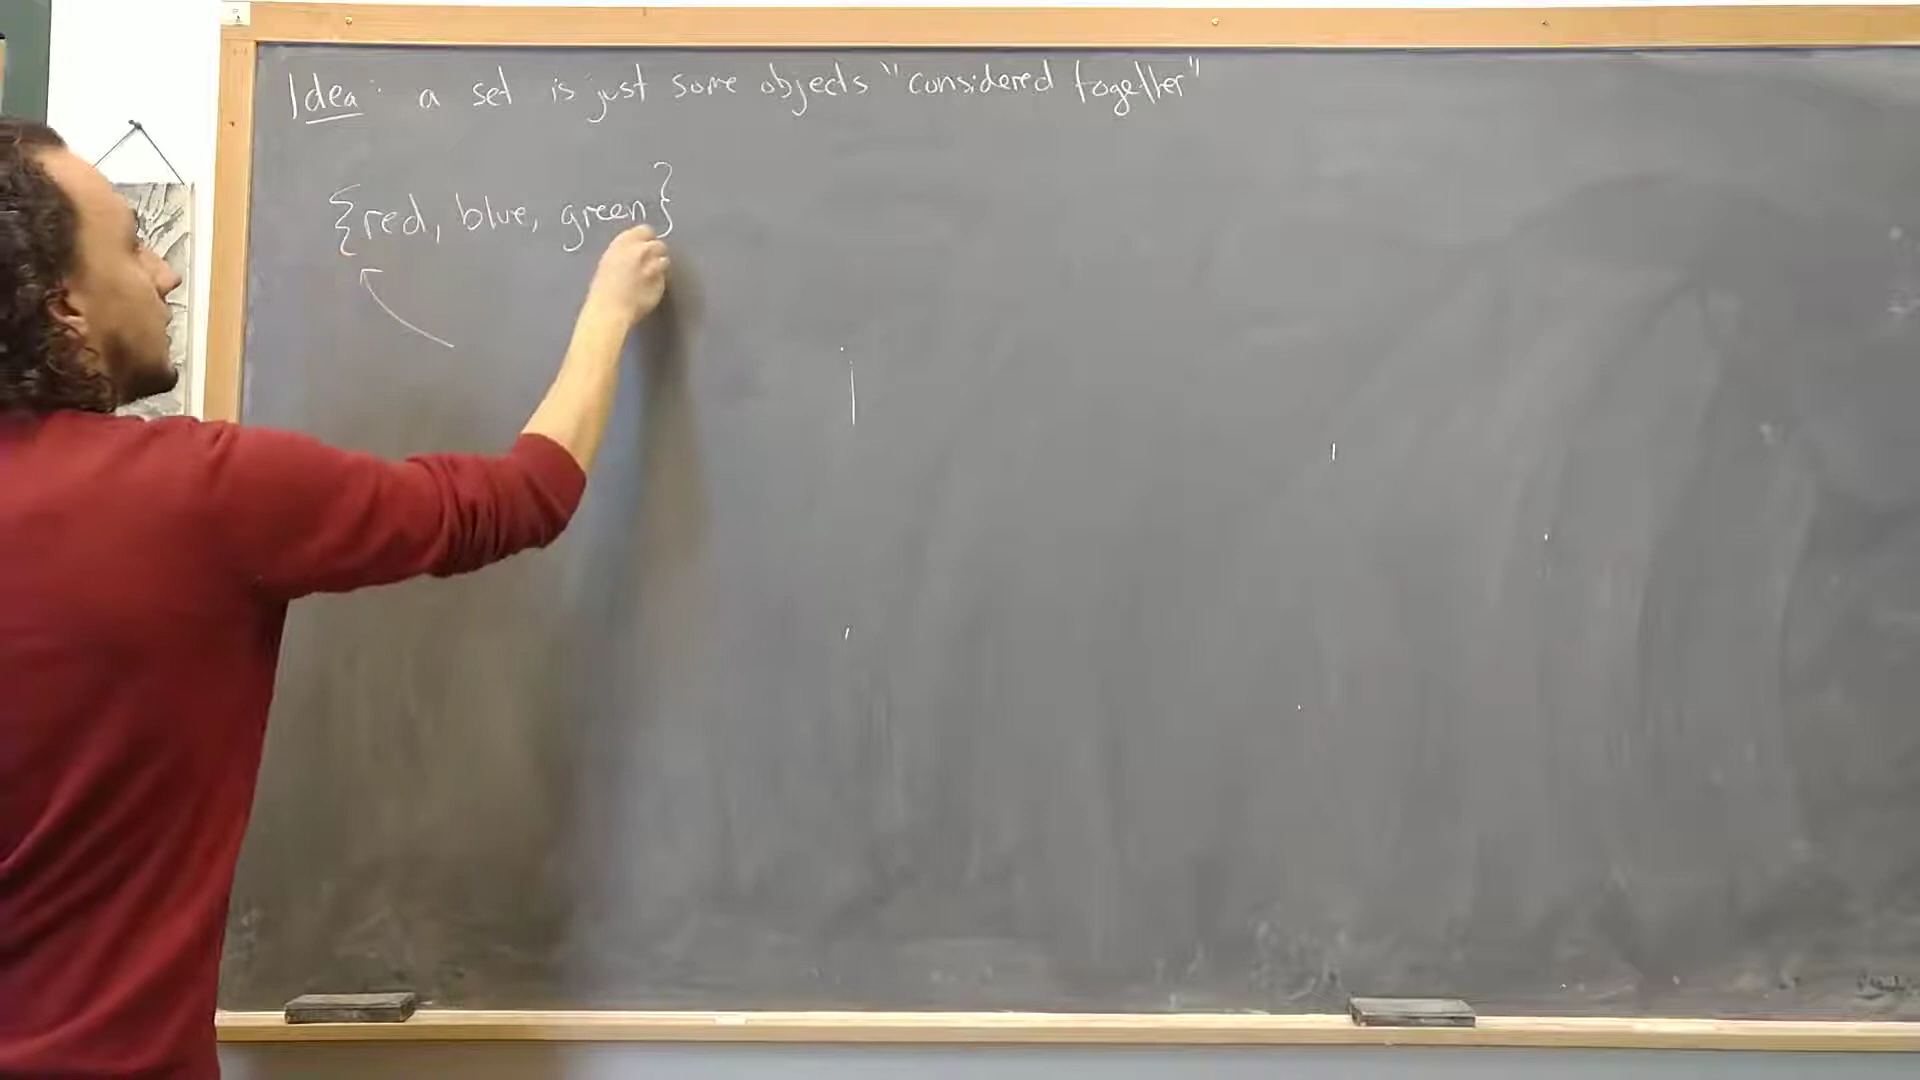 Idea: a set is just some objects "considered together"
{red, blue, green}